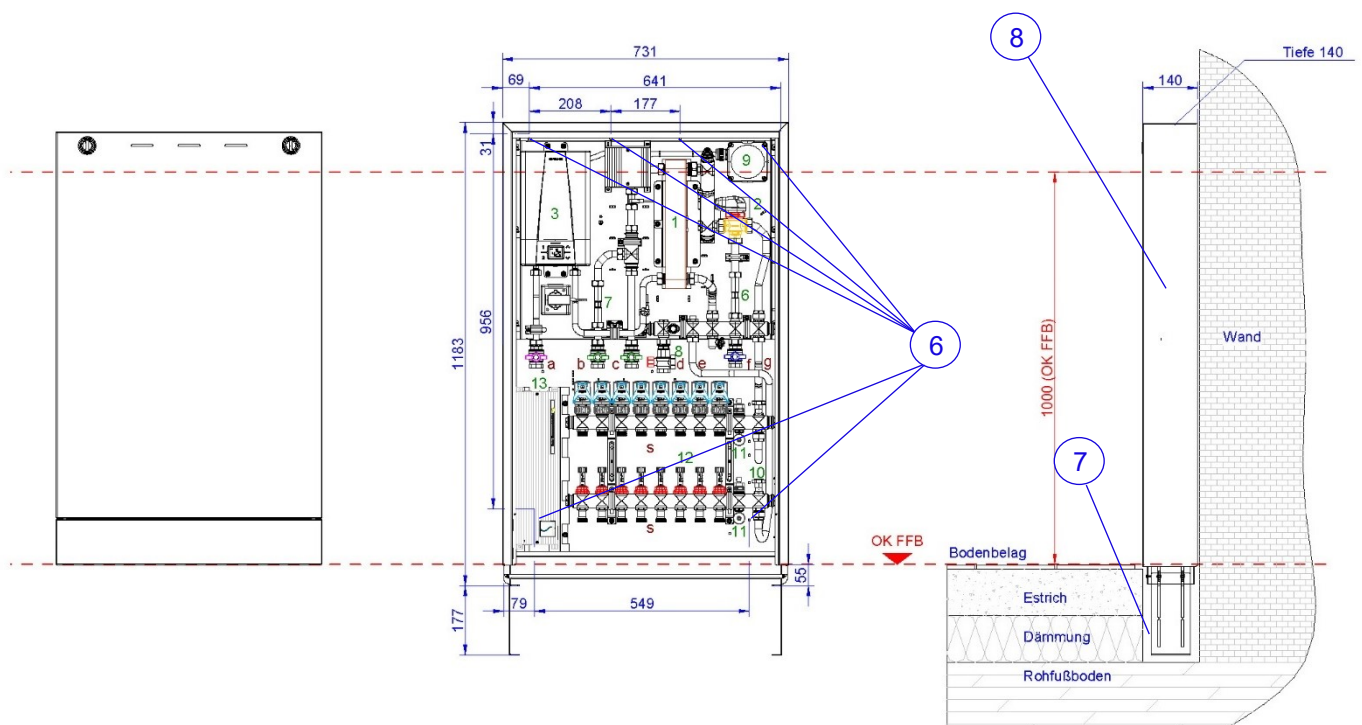 731
69
641
208
177
31
956
1183
9
2
3
1
7
6
8
a
b
c
d
e
f
g
13
s
12
11
10
s
11
79
549
55
177
6
8
Tiefe 140
140
1000 (OK FFB)
Wand
7
OK FFB
Bodenbelag
Estrich
Dämmung
Rohfußboden